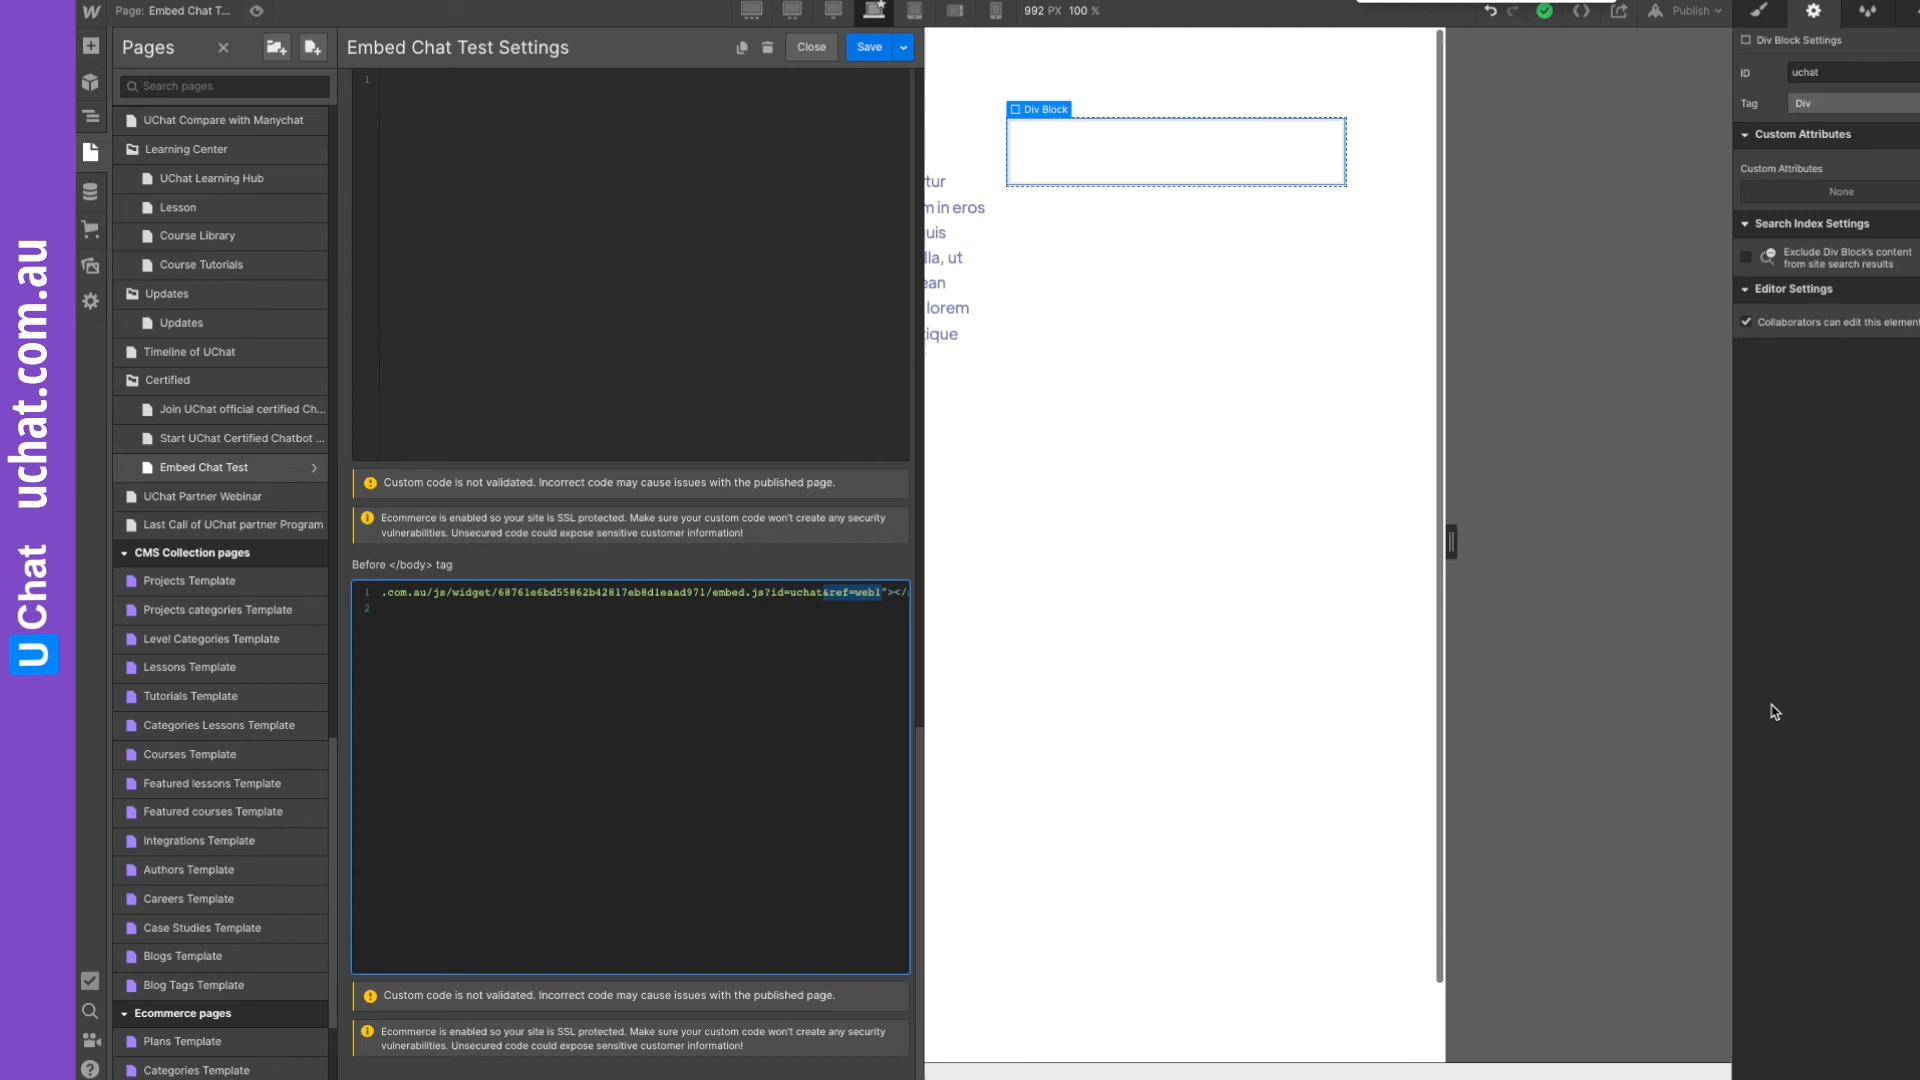 Page: Embed Chat T...
992 PX 100 %
Publish
Pages
Embed Chat Test Settings
Close
Save
Search pages
UChat Compare with Manychat
Learning Center
UChat Learning Hub
Lesson
Course Library
Course Tutorials
Updates
Updates
Timeline of UChat
Certified
Join UChat official certified Ch...
Start UChat Certified Chatbot ...
Embed Chat Test
UChat Partner Webinar
Last Call of UChat partner Program
CMS Collection pages
Projects Template
Projects categories Template
Level Categories Template
Lessons Template
Tutorials Template
Categories Lessons Template
Courses Template
Featured lessons Template
Featured courses Template
Integrations Template
Authors Template
Careers Template
Case Studies Template
Blogs Template
Blog Tags Template
Ecommerce pages
Plans Template
Categories Template
1
Custom code is not validated. Incorrect code may cause issues with the published page.
Ecommerce is enabled so your site is SSL protected. Make sure your custom code won't create any security
vulnerabilities. Unsecured code could expose sensitive customer information!
Before </body> tag
1 .com.au/js/widget/68761e6bd55862b42817eb8d1eaad971/embed.js?id=uchat&ref=web1"></
2
Custom code is not validated. Incorrect code may cause issues with the published page.
Ecommerce is enabled so your site is SSL protected. Make sure your custom code won't create any security
vulnerabilities. Unsecured code could expose sensitive customer information!
Div Block
tur
m in eros
uis
lla, ut
ean
lorem
tique
Div Block Settings
ID uchat
Tag Div
Custom Attributes
Custom Attributes
None
Search Index Settings
Exclude Div Block's content
from site search results
Editor Settings
Collaborators can edit this element
U UChat uchat.com.au